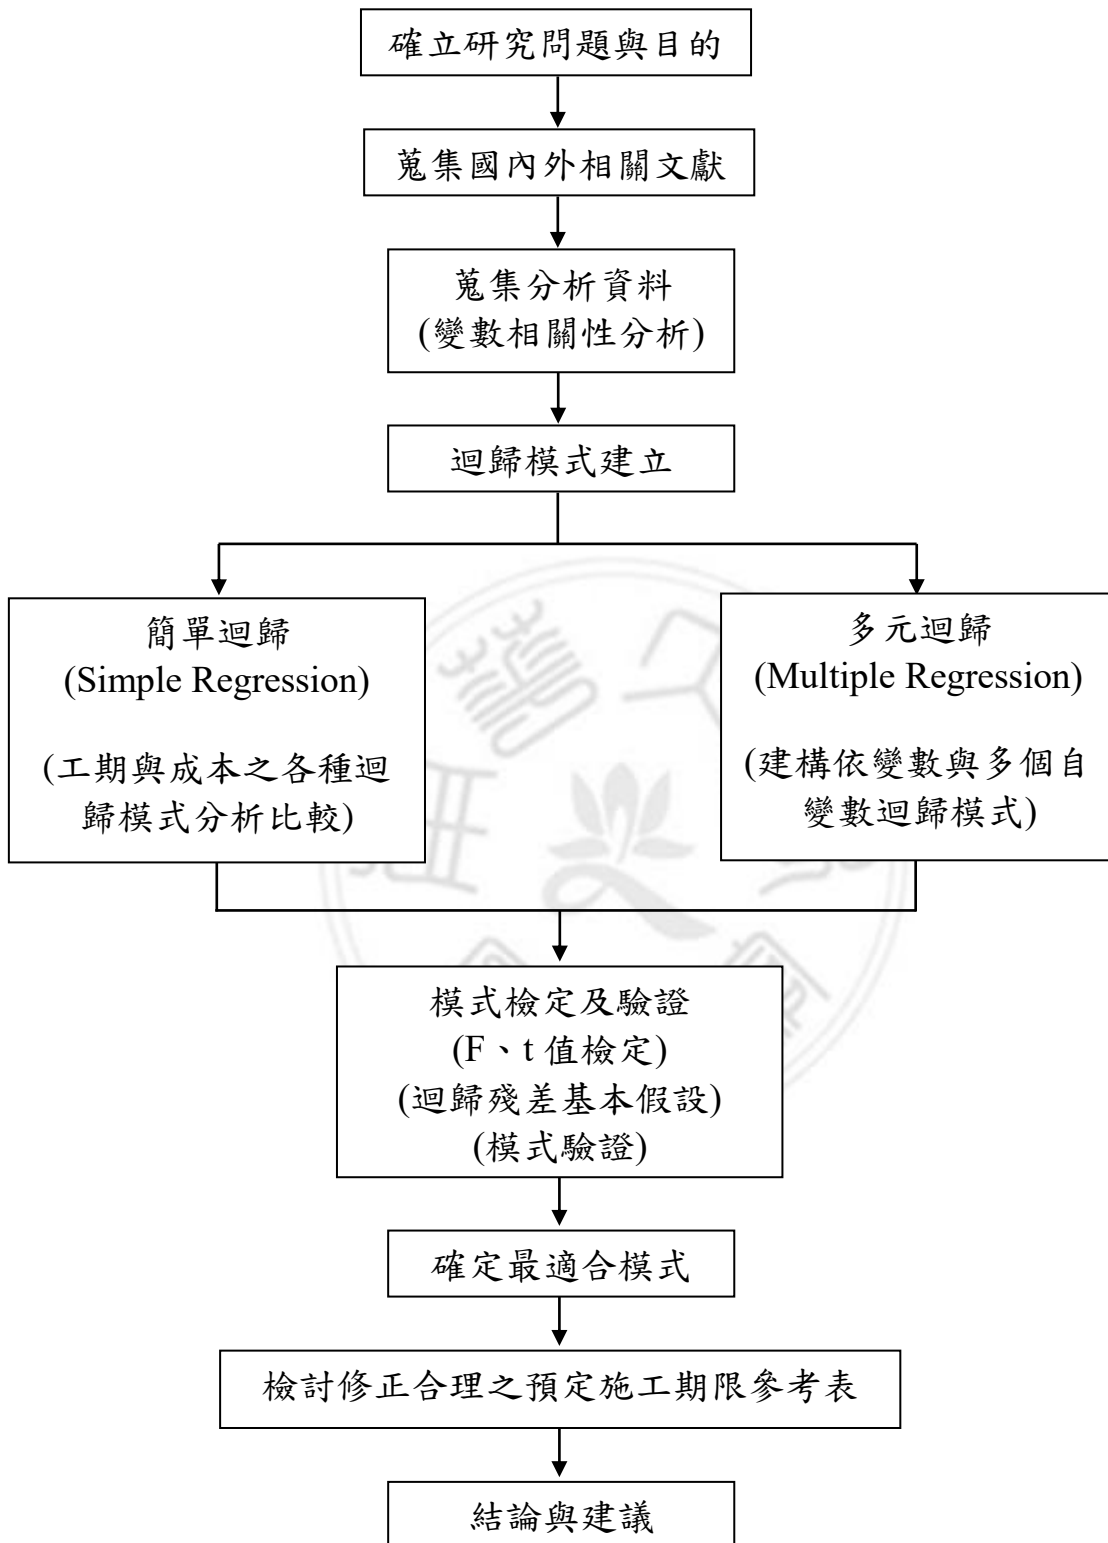 確立研究問題與目的
蒐集國內外相關文獻
蒐集分析資料
(變數相關性分析)
迴歸模式建立
簡單迴歸
(Simple Regression)
(工期與成本之各種迴
歸模式分析比較)
多元迴歸
(Multiple Regression)
(建構依變數與多個自
變數迴歸模式)
模式檢定及驗證
(F、t 值檢定)
(迴歸殘差基本假設)
(模式驗證)
確定最適合模式
檢討修正合理之預定施工期限參考表
結論與建議